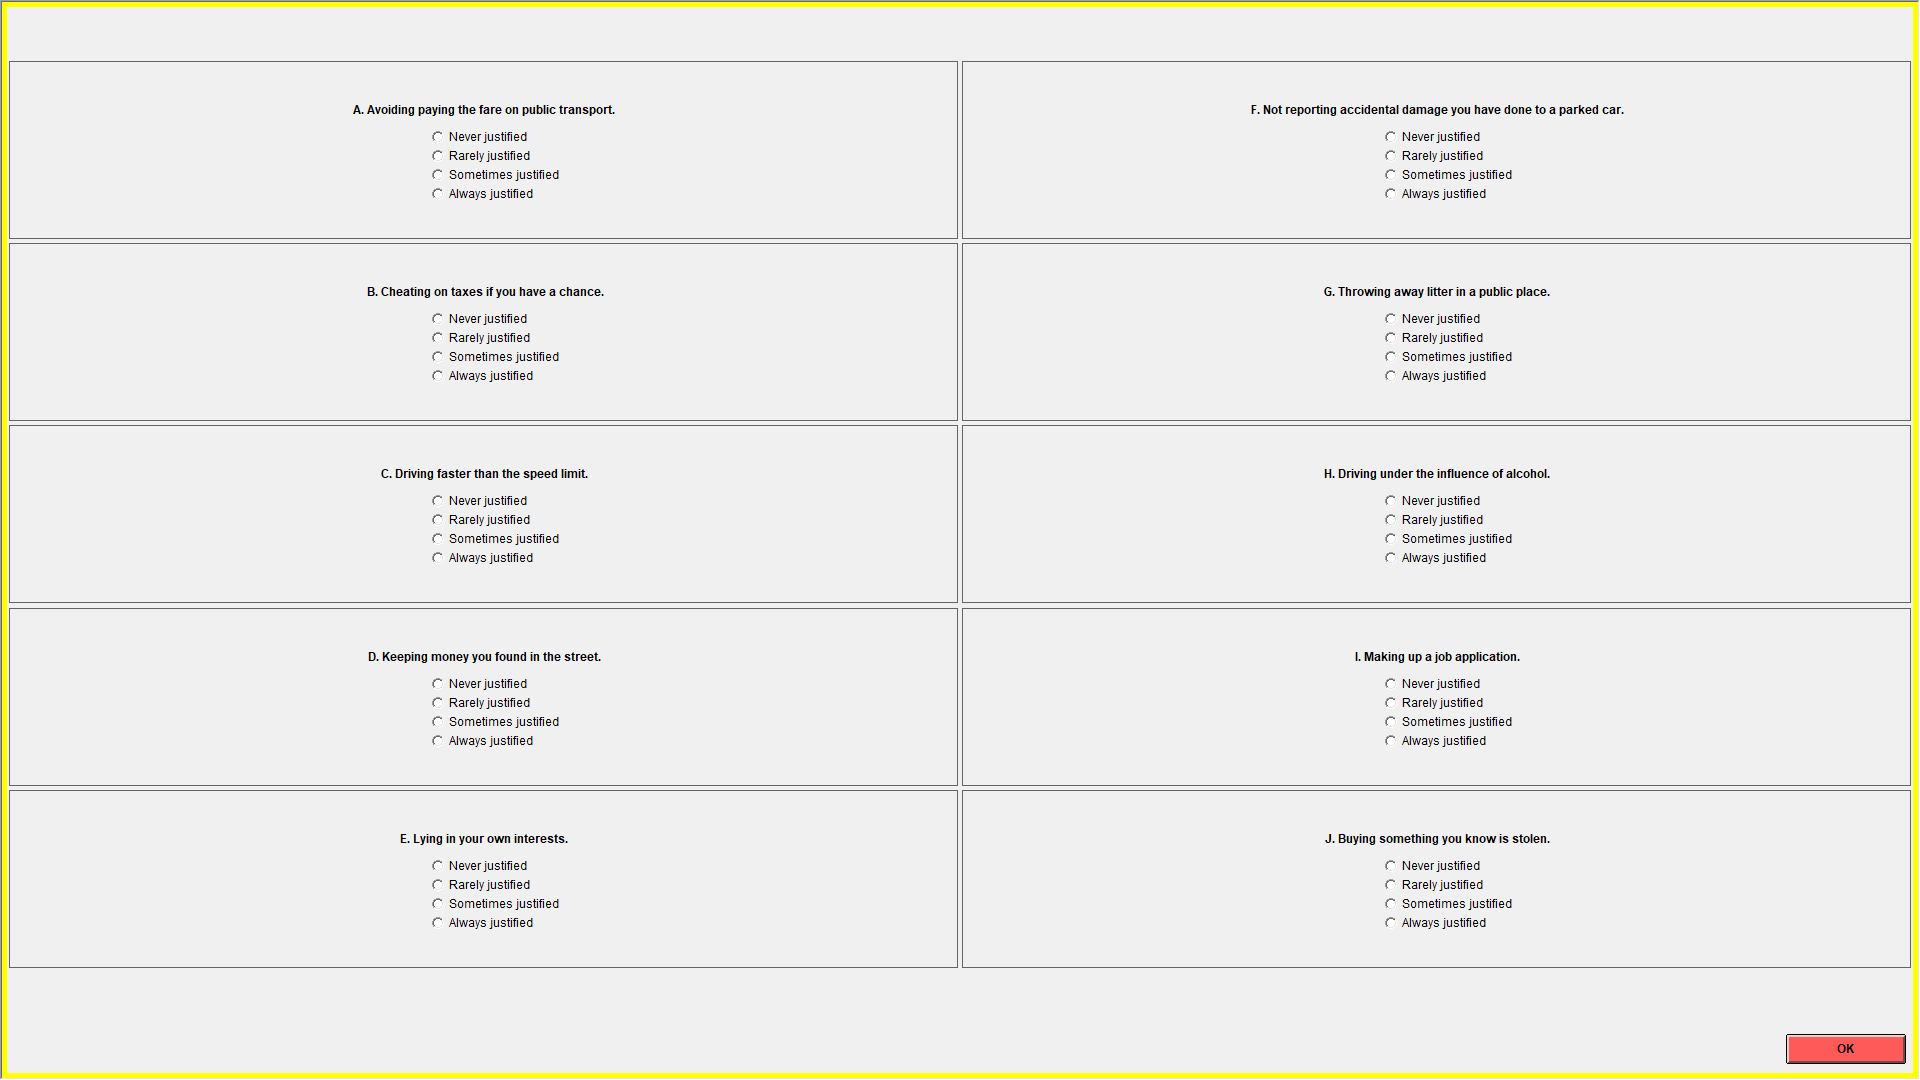 A. Avoiding paying the fare on public transport.
Never justified
Rarely justified
Sometimes justified
Always justified
B. Cheating on taxes if you have a chance.
Never justified
Rarely justified
Sometimes justified
Always justified
C. Driving faster than the speed limit.
Never justified
Rarely justified
Sometimes justified
Always justified
D. Keeping money you found in the street.
Never justified
Rarely justified
Sometimes justified
Always justified
E. Lying in your own interests.
Never justified
Rarely justified
Sometimes justified
Always justified
F. Not reporting accidental damage you have done to a parked car.
Never justified
Rarely justified
Sometimes justified
Always justified
G. Throwing away litter in a public place.
Never justified
Rarely justified
Sometimes justified
Always justified
H. Driving under the influence of alcohol.
Never justified
Rarely justified
Sometimes justified
Always justified
I. Making up a job application.
Never justified
Rarely justified
Sometimes justified
Always justified
J. Buying something you know is stolen.
Never justified
Rarely justified
Sometimes justified
Always justified
OK